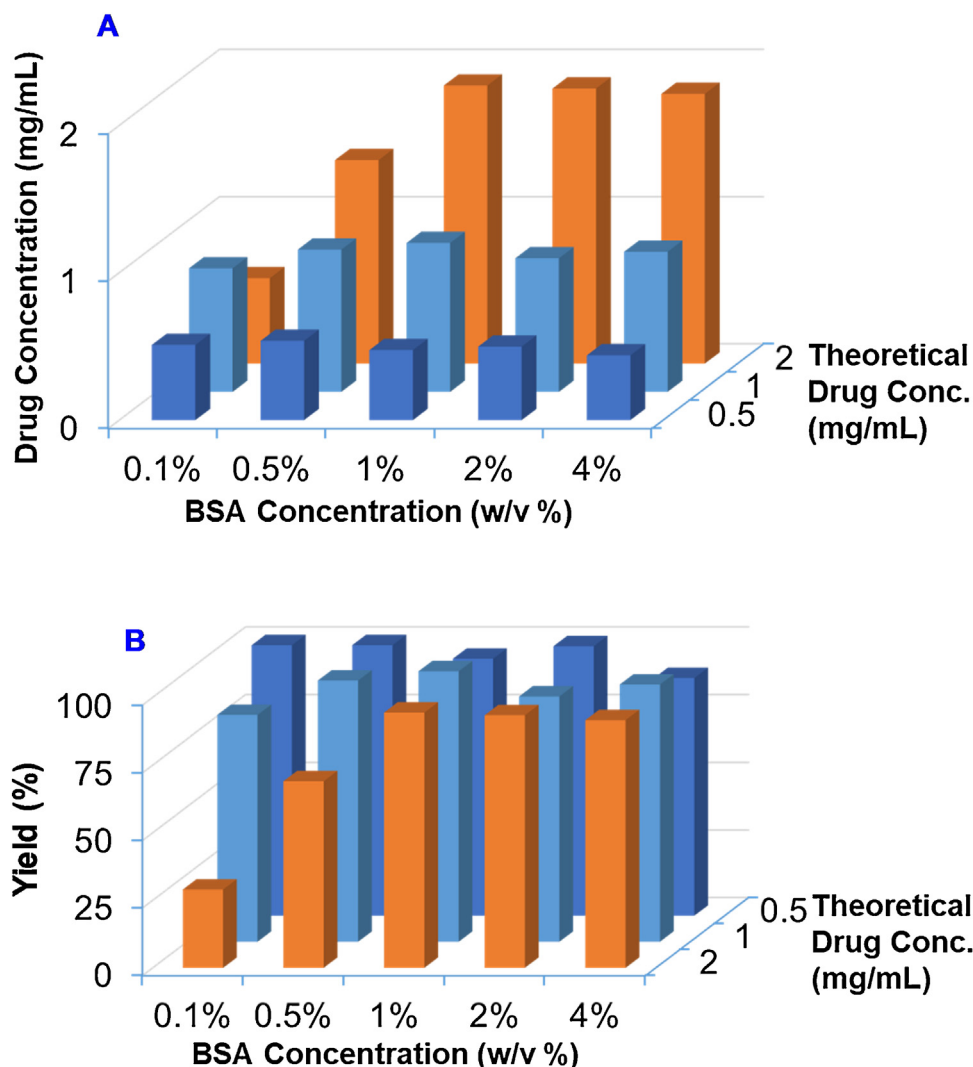 A
Drug Concentration (mg/mL)
2
1
0
0.1% 0.5% 1% 2% 4%
BSA Concentration (w/v %)
0.5 1 2
Theoretical
Drug Conc.
(mg/mL)
B
Yield (%)
100
75
50
25
0
0.1% 0.5% 1% 2% 4%
BSA Concentration (w/v %)
2 1 0.5
Theoretical
Drug Conc.
(mg/mL)